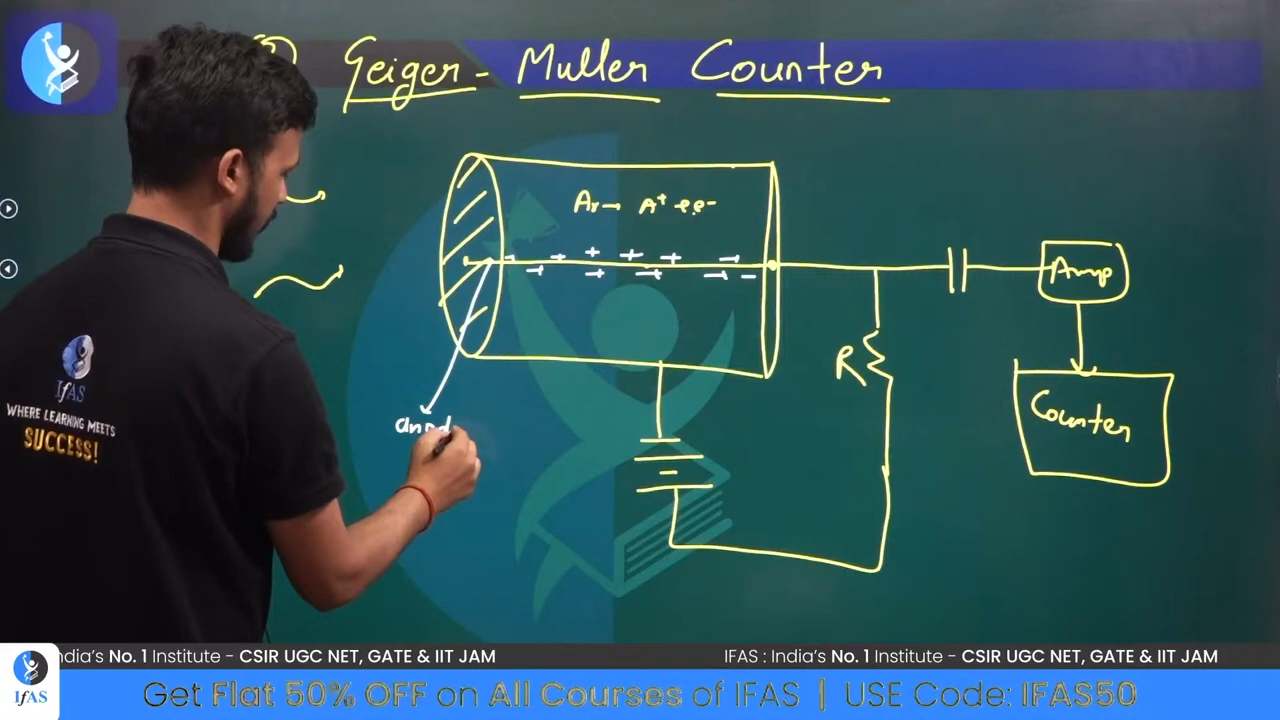 Geiger - Muller Counter
Ar → A⁺ + e⁻
Amp
R
Counter
anod
IfAS
WHERE LEARNING MEETS
SUCCESS!
India's No. 1 Institute - CSIR UGC NET, GATE & IIT JAM
IFAS : India's No. 1 Institute - CSIR UGC NET, GATE & IIT JAM
IfAS
Get Flat 50% OFF on All Courses of IFAS | USE Code: IFAS50